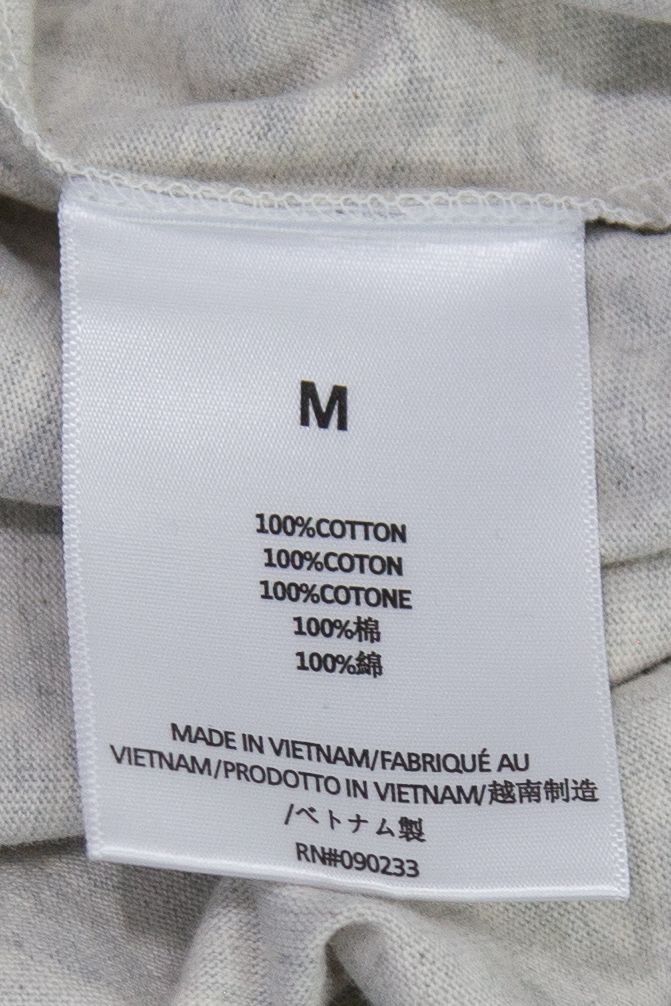 M
100%COTTON
100%COTON
100%COTONE
100%棉
100%綿
MADE IN VIETNAM/FABRIQUÉ AU
VIETNAM/PRODOTTO IN VIETNAM/越南制造
/ベトナム製
RN#090233